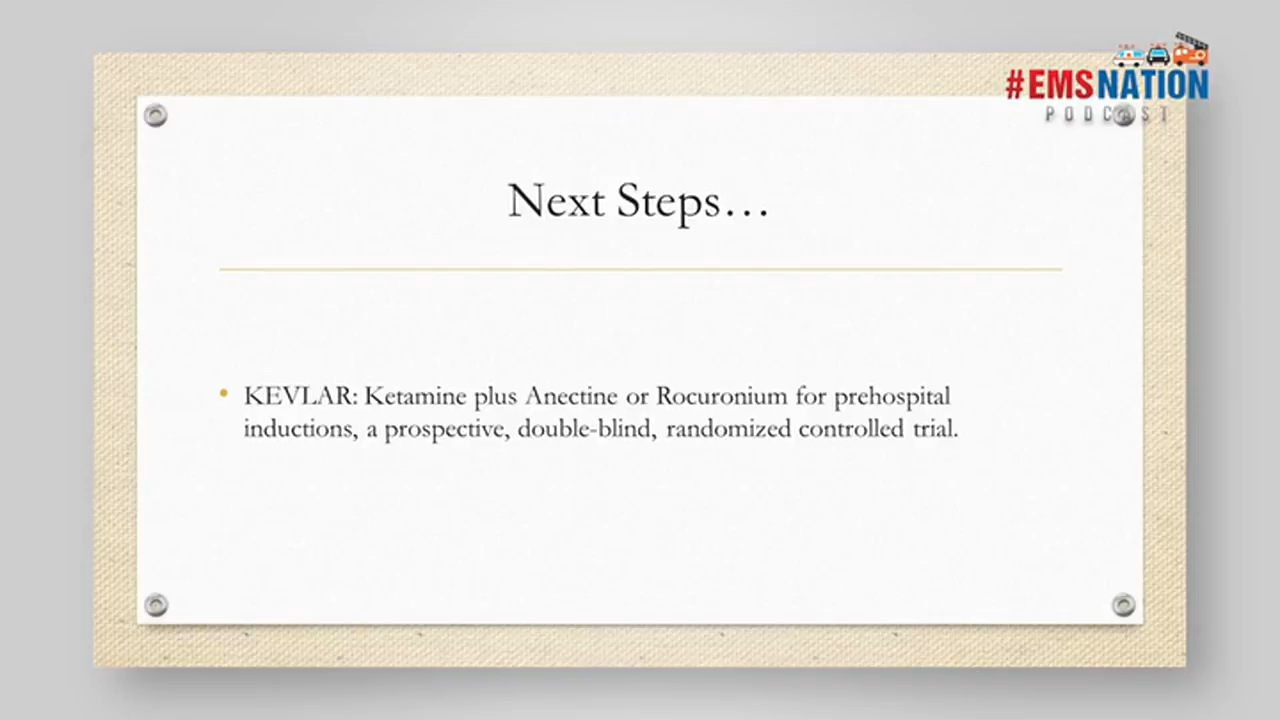 #EMSNATION
PODCAST
Next Steps…
• KEVLAR: Ketamine plus Anectine or Rocuronium for prehospital
inductions, a prospective, double-blind, randomized controlled trial.